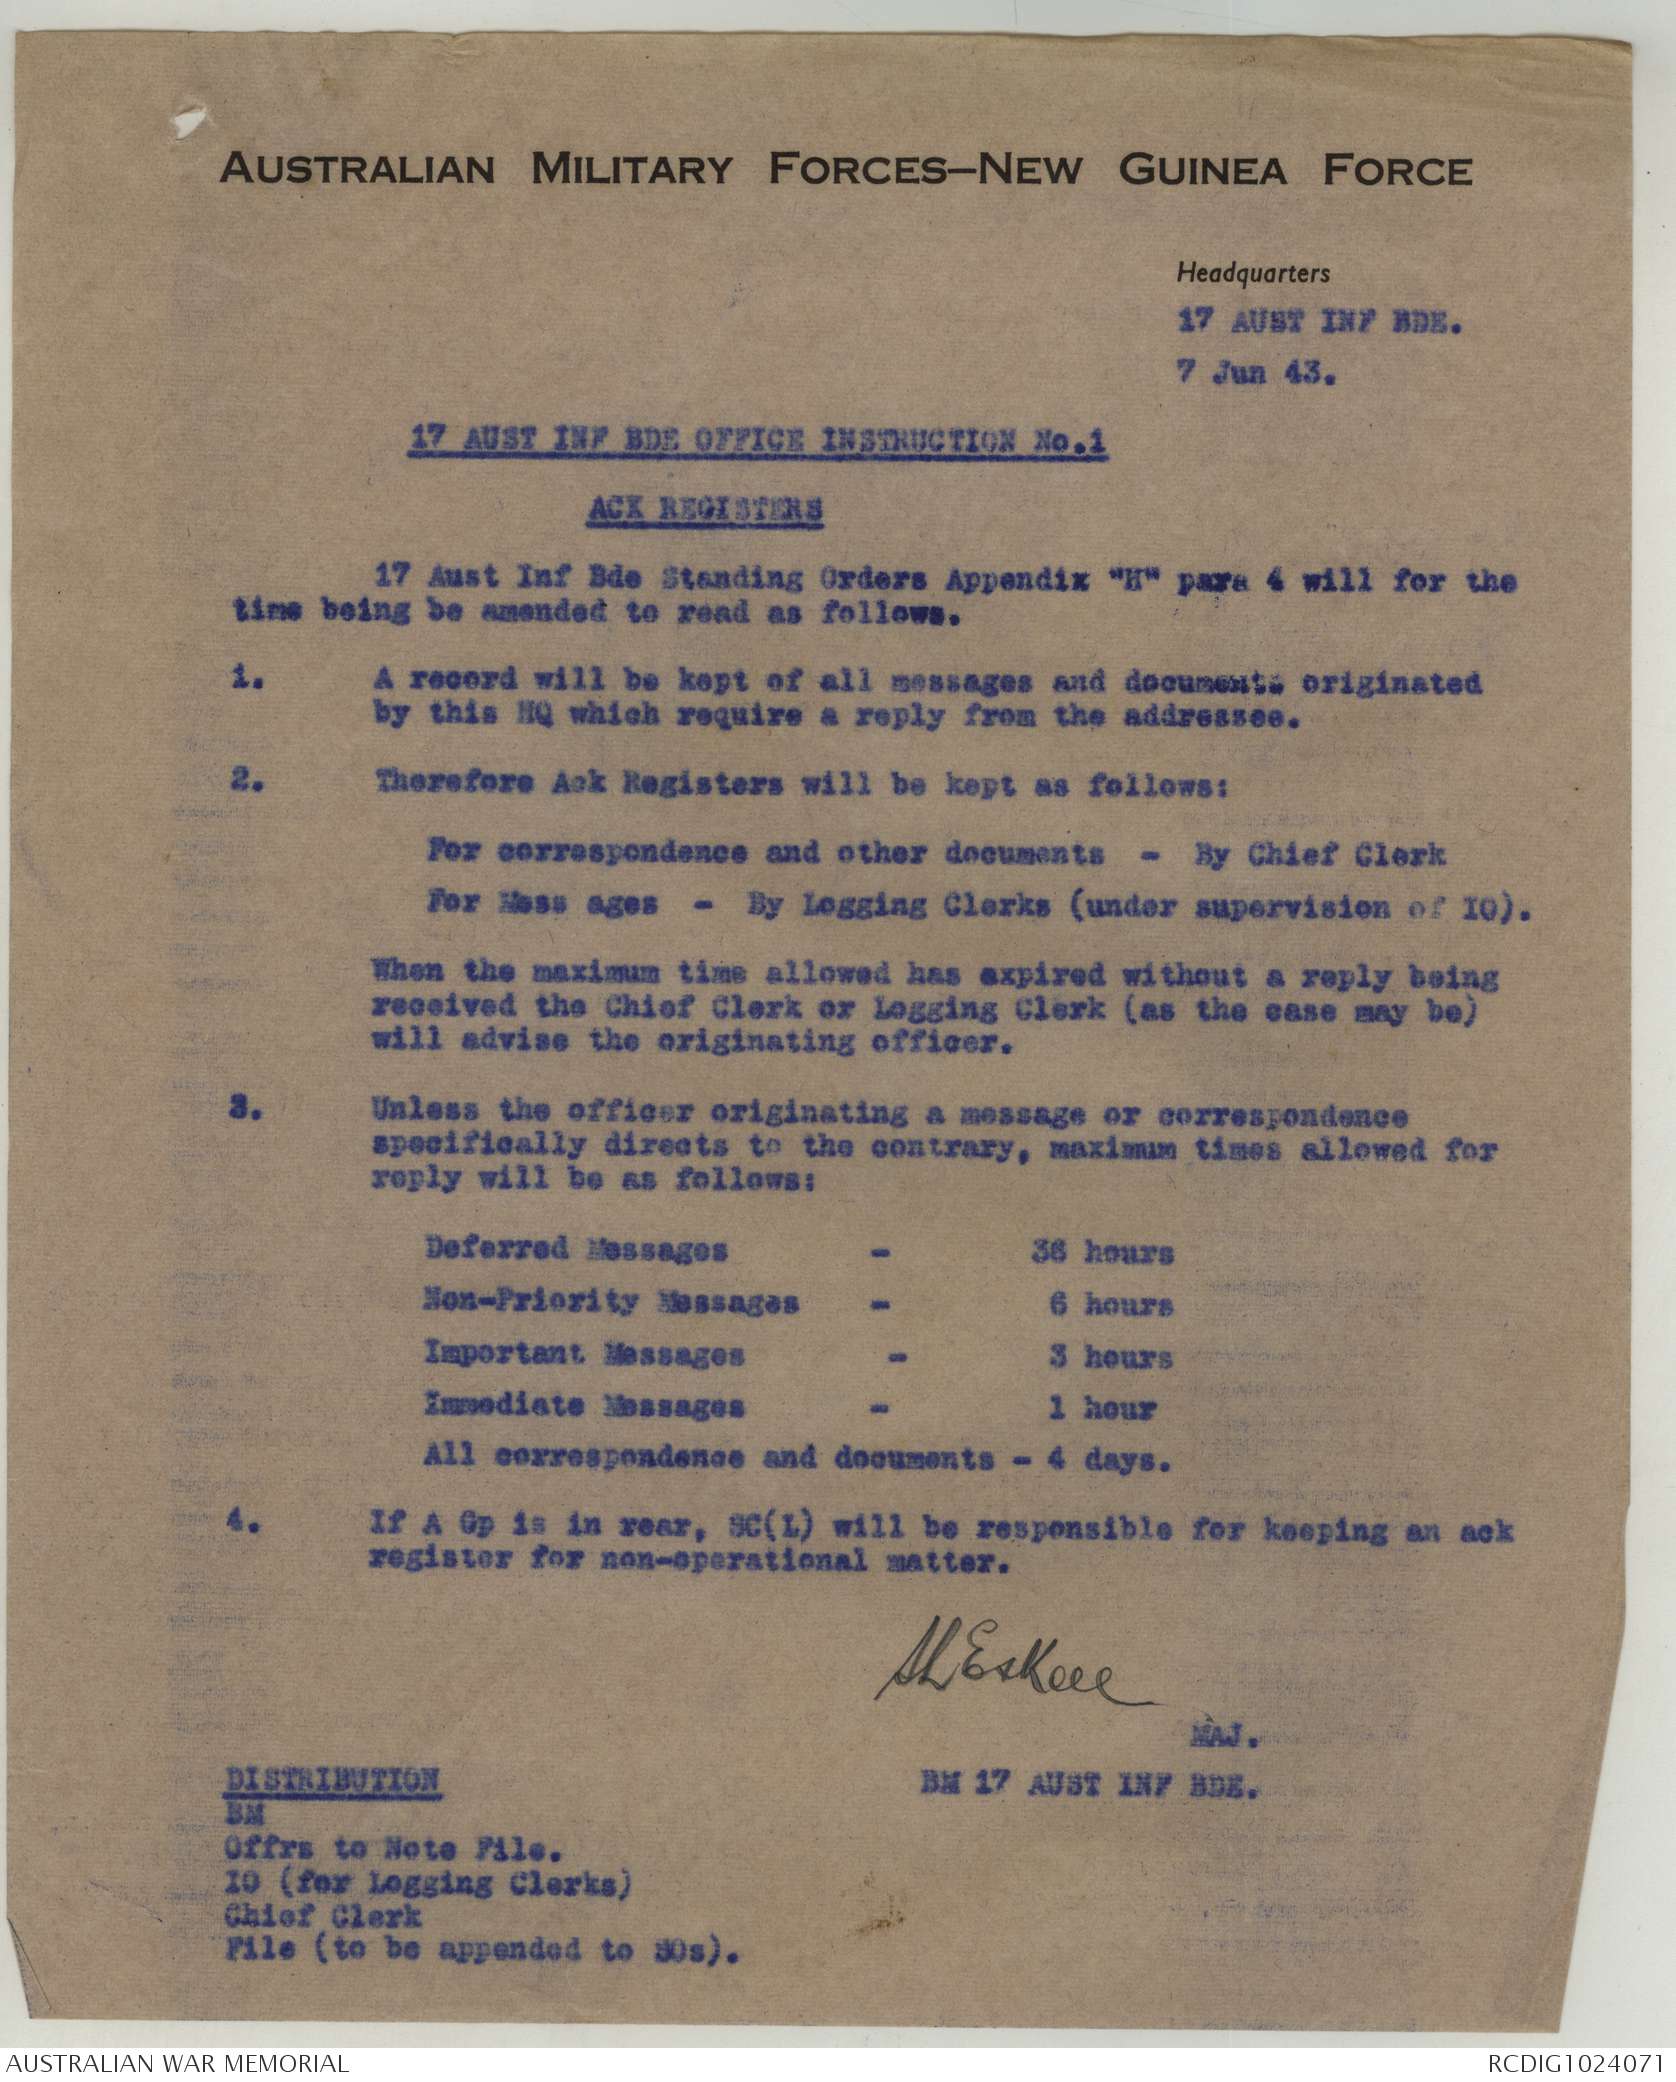 AUSTRALIAN MILITARY FORCES—NEW GUINEA FORCE
Headquarters
17 AUST INF BDE.
7 Jun 43.
17 AUST INF BDE OFFICE INSTRUCTION No.1
ACK REGISTERS
17 Aust Inf Bde Standing Orders Appendix "H" para 4 will for the
time being be amended to read as follows.
1. A record will be kept of all messages and documents originated
by this HQ which require a reply from the addressee.
2. Therefore Ack Registers will be kept as follows:
For correspondence and other documents - By Chief Clerk
For Mess ages - By Logging Clerks (under supervision of IO).
When the maximum time allowed has expired without a reply being
received the Chief Clerk or Logging Clerk (as the case may be)
will advise the originating officer.
3. Unless the officer originating a message or correspondence
specifically directs to the contrary, maximum times allowed for
reply will be as follows:
Deferred Messages - 36 hours
Non-Priority Messages - 6 hours
Important Messages - 3 hours
Immediate Messages - 1 hour
All correspondence and documents - 4 days.
4. If A Gp is in rear, SC(L) will be responsible for keeping an ack
register for non-operational matter.
MAJ.
BM 17 AUST INF BDE.
DISTRIBUTION
BM
Offrs to Note File.
IO (for Logging Clerks)
Chief Clerk
File (to be appended to SOs).
AUSTRALIAN WAR MEMORIAL
RCDIG1024071